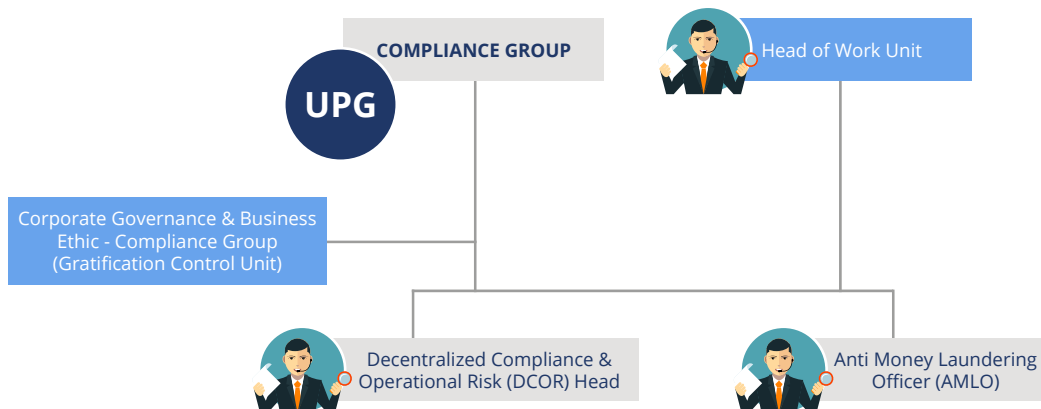 COMPLIANCE GROUP
UPG
Head of Work Unit
Corporate Governance & Business
Ethic - Compliance Group
(Gratification Control Unit)
Decentralized Compliance &
Operational Risk (DCOR) Head
Anti Money Laundering
Officer (AMLO)